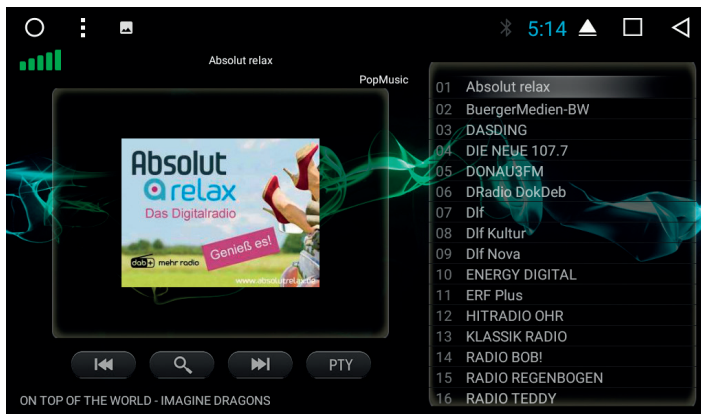 5:14
Absolut relax
PopMusic
Absolut
relax
Das Digitalradio
Genieß es!
dab+ mehr radio
www.absolutrelax.de
PTY
ON TOP OF THE WORLD - IMAGINE DRAGONS
01 Absolut relax
02 BuergerMedien-BW
03 DASDING
04 DIE NEUE 107.7
05 DONAU3FM
06 DRadio DokDeb
07 Dlf
08 Dlf Kultur
09 Dlf Nova
10 ENERGY DIGITAL
11 ERF Plus
12 HITRADIO OHR
13 KLASSIK RADIO
14 RADIO BOB!
15 RADIO REGENBOGEN
16 RADIO TEDDY